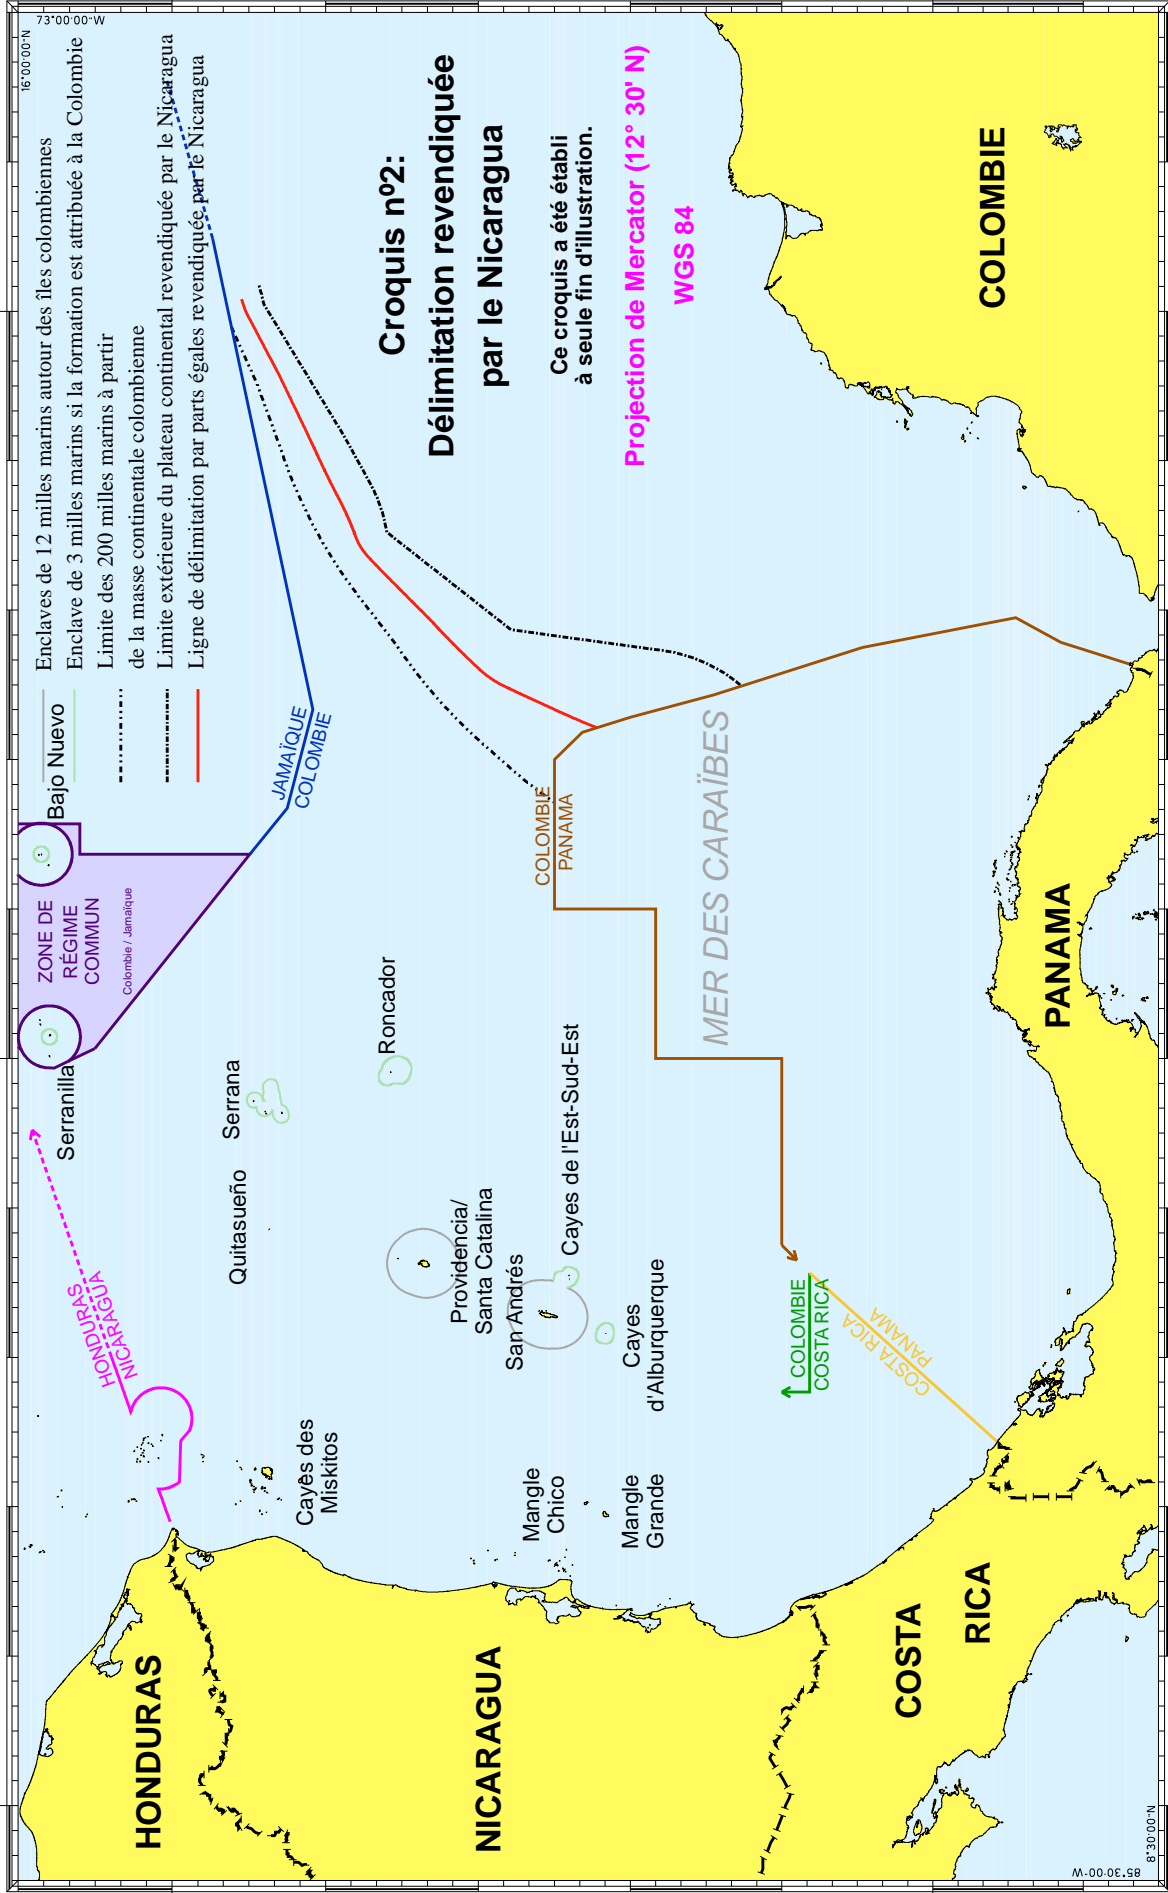 16°00'00"N
73°00'00"W
Enclaves de 12 milles marins autour des îles colombiennes
Enclave de 3 milles marins si la formation est attribuée à la Colombie
Limite des 200 milles marins à partir
de la masse continentale colombienne
Limite extérieure du plateau continental revendiquée par le Nicaragua
Ligne de délimitation par parts égales revendiquée par le Nicaragua
Croquis nº2:
Délimitation revendiquée
par le Nicaragua
Ce croquis a été établi
à seule fin d'illustration.
Projection de Mercator (12° 30' N)
WGS 84
Bajo Nuevo
ZONE DE
RÉGIME
COMMUN
Colombie / Jamaïque
Serranilla
JAMAÏQUE
COLOMBIE
HONDURAS
NICARAGUA
Serrana
Quitasueño
Roncador
Providencia/
Santa Catalina
San Andrés
Cayes de l'Est-Sud-Est
Cayes
d'Alburquerque
Cayes des
Miskitos
Mangle
Chico
Mangle
Grande
COLOMBIE
PANAMA
MER DES CARAÏBES
COLOMBIE
COSTA RICA
COSTA RICA
PANAMA
HONDURAS
NICARAGUA
COSTA
RICA
PANAMA
COLOMBIE
8°30'00"N
85°30'00"W